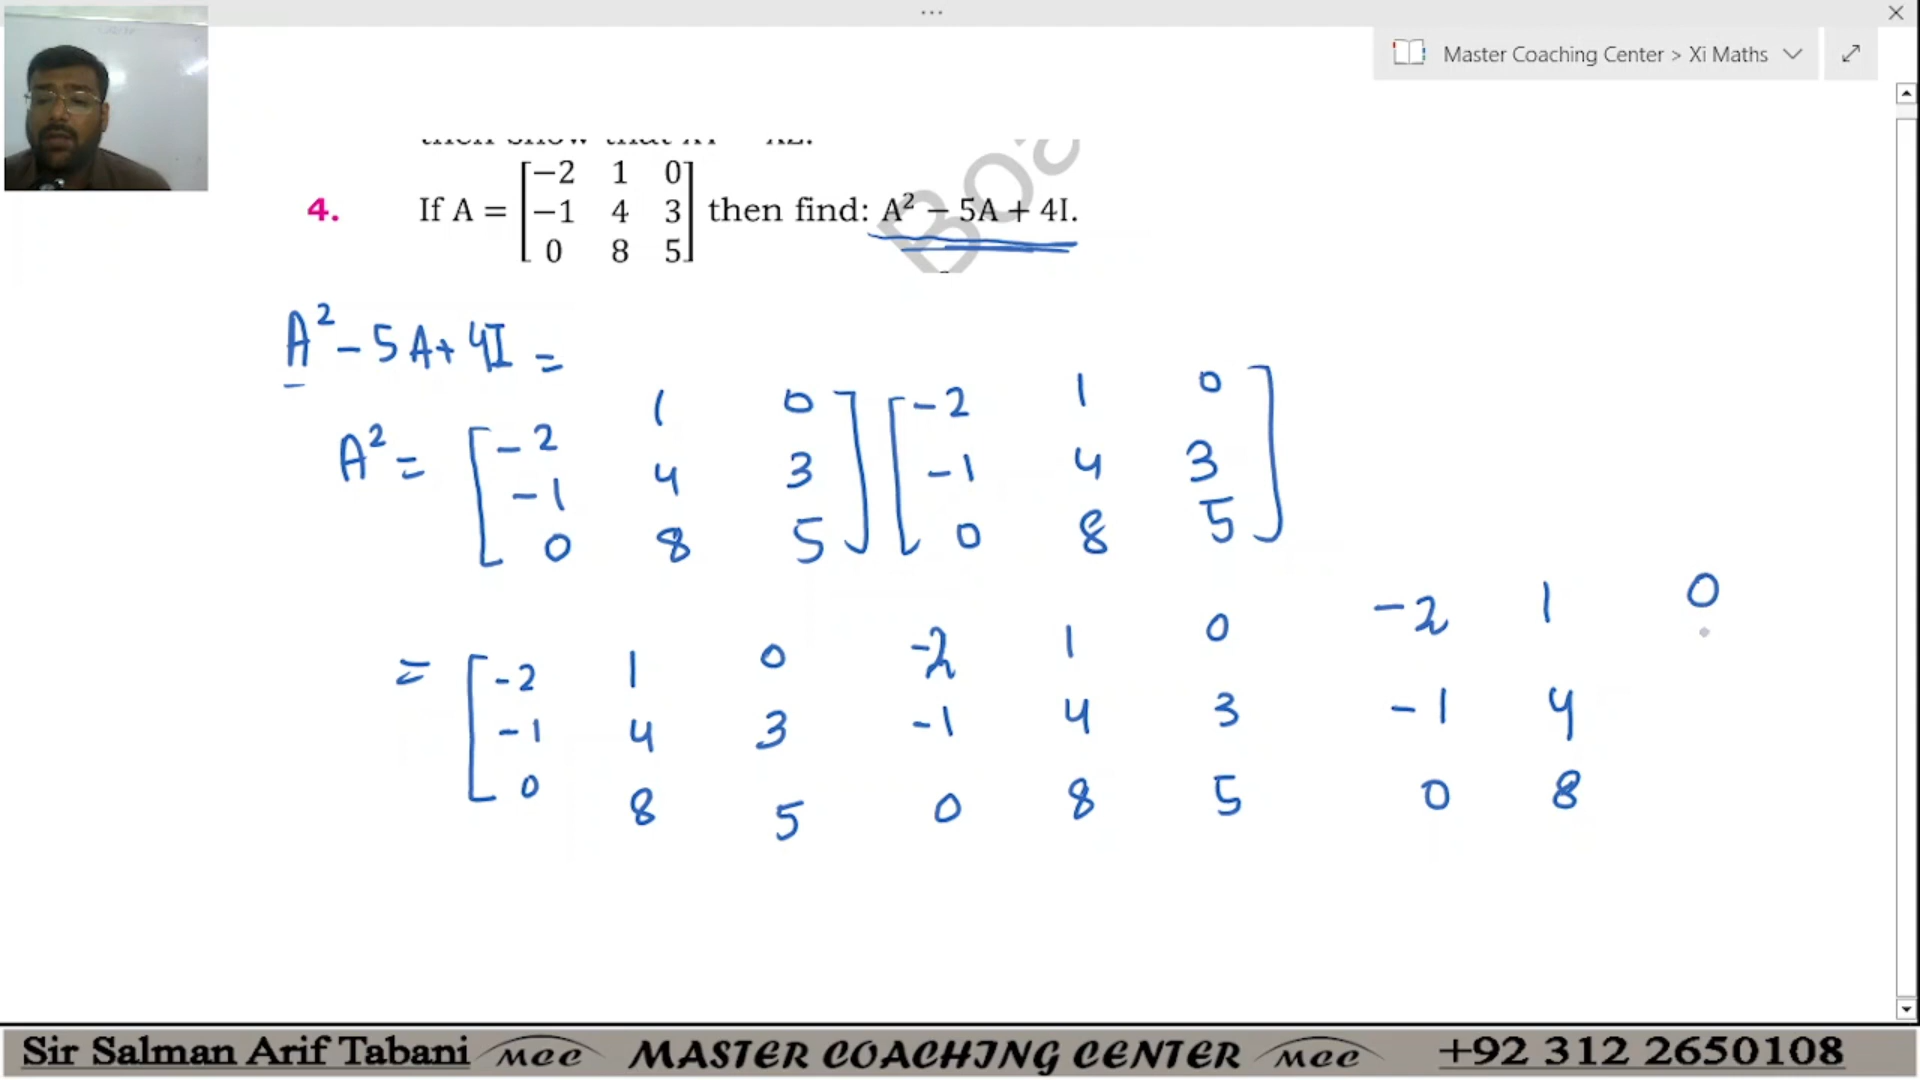 ...
Master Coaching Center > Xi Maths
then show that
[−2 1 0]
4. If A = [−1 4 3] then find: A² − 5A + 4I.
[0 8 5]
Boa
A² - 5A + 4I =
A² = [-2 1 0] [-2 1 0]
[-1 4 3] [-1 4 3]
[0 8 5] [0 8 5]
= [-2 1 0 -2 1 0 -2 1 0
-1 4 3 -1 4 3 -1 4
0 8 5 0 8 5 0 8
Sir Salman Arif Tabani MCC MASTER COACHING CENTER MCC +92 312 2650108